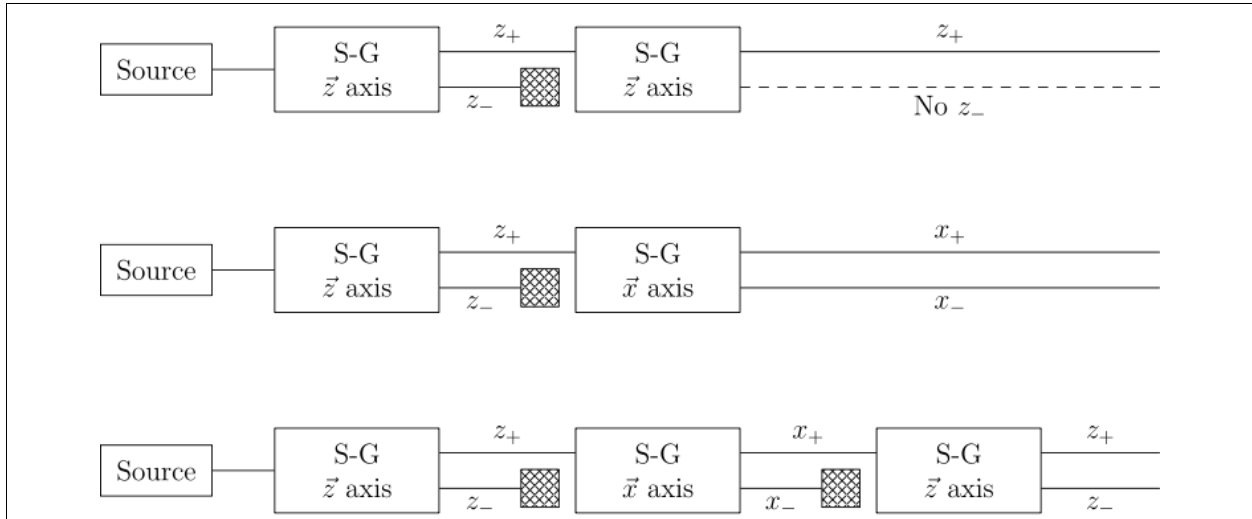 z₊ z₊
Source S-G S-G
z⃗ axis z⃗ axis
z₋ No z₋
z₊ x₊
Source S-G S-G
z⃗ axis x⃗ axis
z₋ x₋
z₊ x₊ z₊
Source S-G S-G S-G
z⃗ axis x⃗ axis z⃗ axis
z₋ x₋ z₋